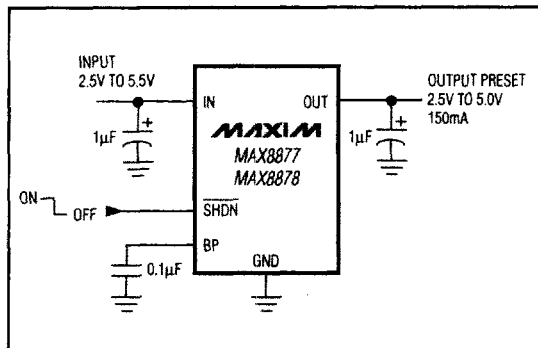 INPUT
2.5V TO 5.5V
IN
OUT
OUTPUT PRESET
2.5V TO 5.0V
150mA
+
1µF
MAXIM
MAX8877
MAX8878
+
1µF
ON
OFF
SHDN
BP
0.1µF
GND